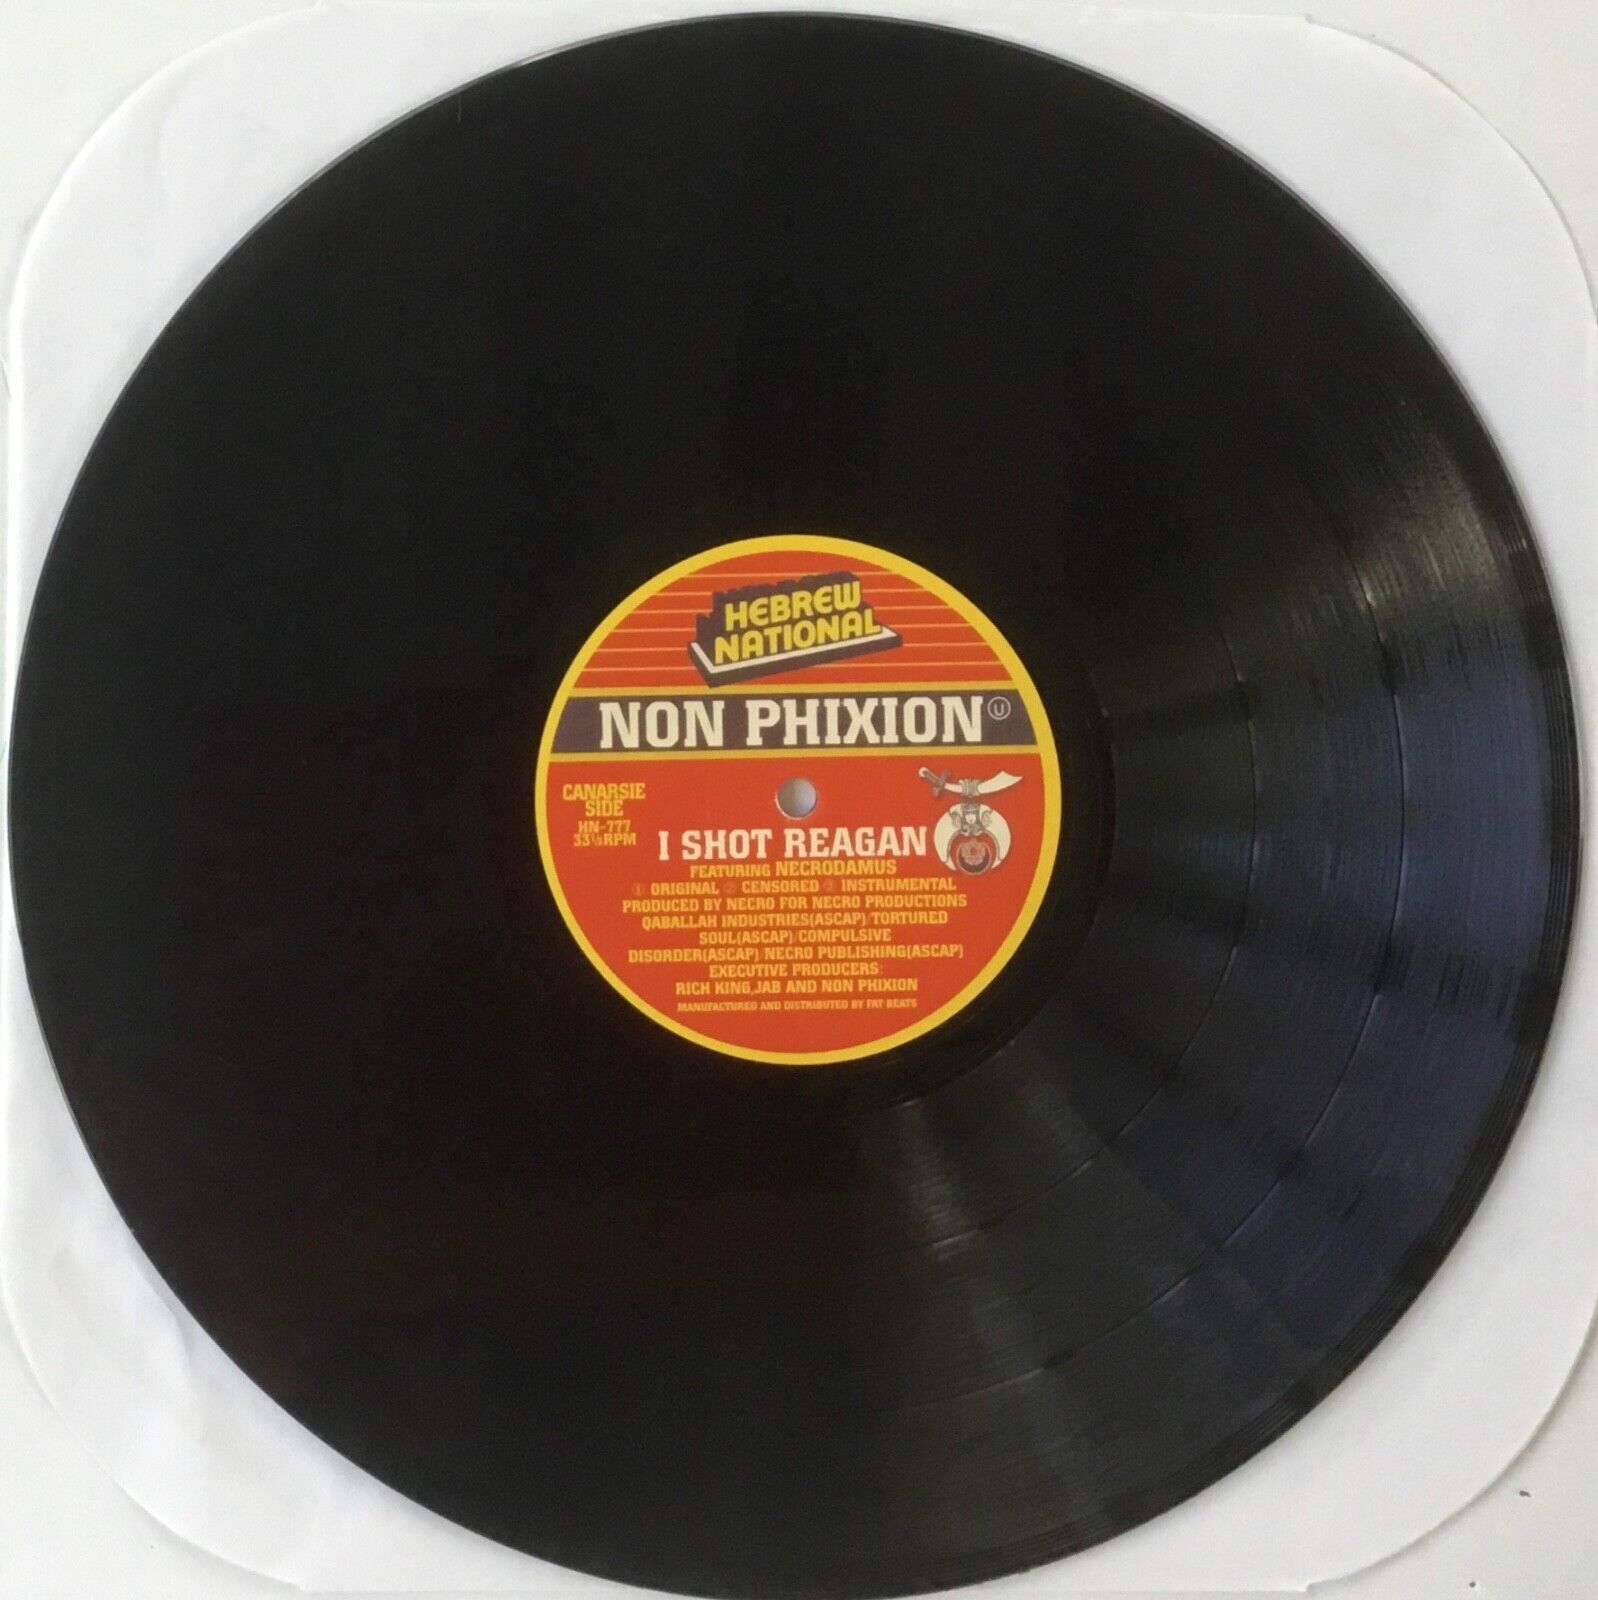 HEBREW
NATIONAL
NON PHIXION Ⓤ
CANARSIE
SIDE
HN-777
33⅓RPM
I SHOT REAGAN
FEATURING NECRODAMUS
① ORIGINAL ② CENSORED ③ INSTRUMENTAL
PRODUCED BY NECRO FOR NECRO PRODUCTIONS
QABALLAH INDUSTRIES(ASCAP)/TORTURED
SOUL(ASCAP)/COMPULSIVE
DISORDER(ASCAP)/NECRO PUBLISHING(ASCAP)
EXECUTIVE PRODUCERS:
RICH KING,JAB AND NON PHIXION
MANUFACTURED AND DISTRIBUTED BY FAT BEATS